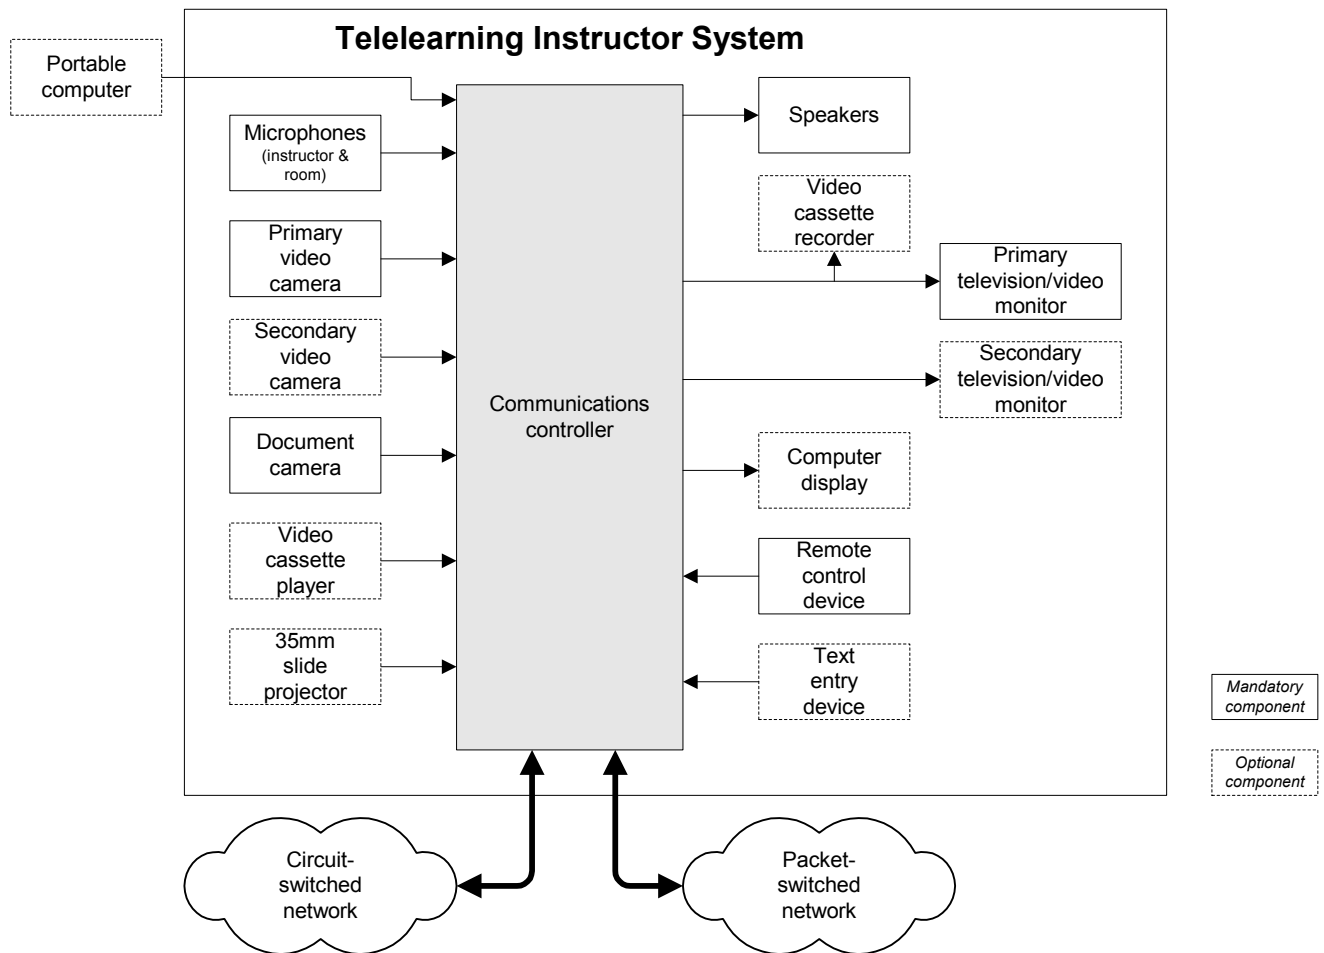 Telelearning Instructor System
Portable
computer
Microphones
(instructor &
room)
Primary
video
camera
Secondary
video
camera
Document
camera
Video
cassette
player
35mm
slide
projector
Communications
controller
Speakers
Video
cassette
recorder
Primary
television/video
monitor
Secondary
television/video
monitor
Computer
display
Remote
control
device
Text
entry
device
Mandatory
component
Optional
component
Circuit-
switched
network
Packet-
switched
network